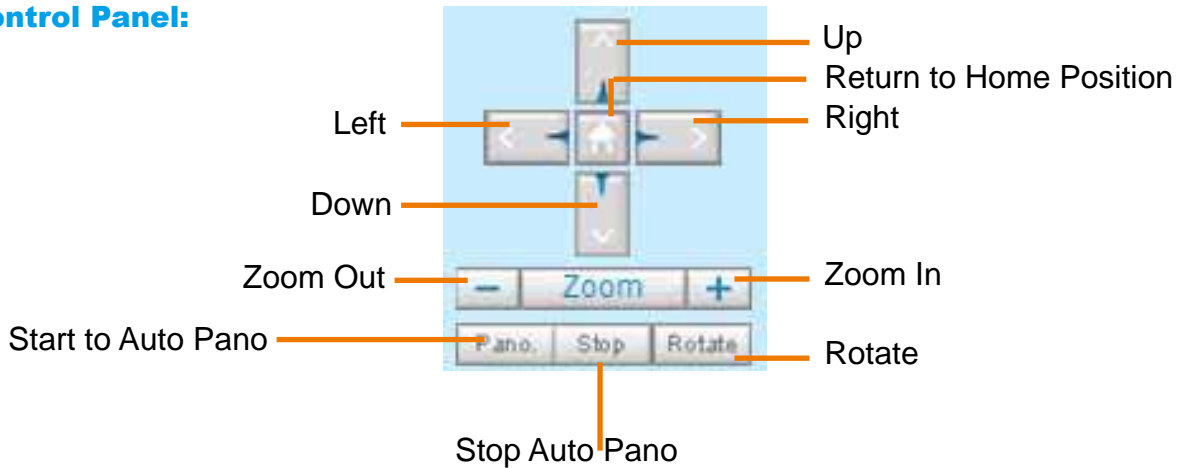 ontrol Panel:
Up
Return to Home Position
Left
Right
Down
Zoom Out
Zoom
Zoom In
Start to Auto Pano
Pano.
Stop
Rotate
Rotate
Stop Auto Pano